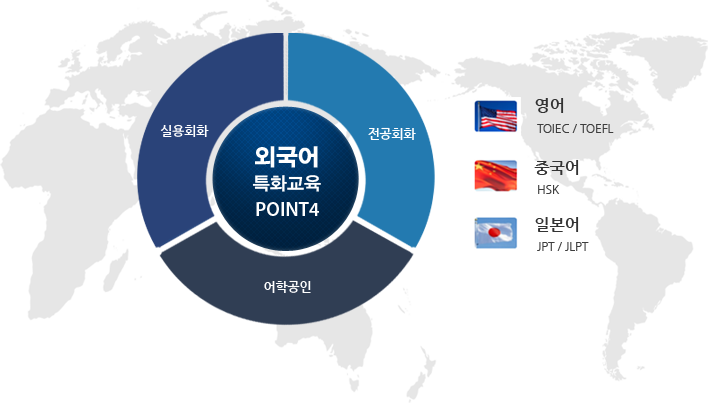 실용회화
전공회화
외국어
특화교육
POINT4
어학공인
영어
TOIEC / TOEFL
중국어
HSK
일본어
JPT / JLPT